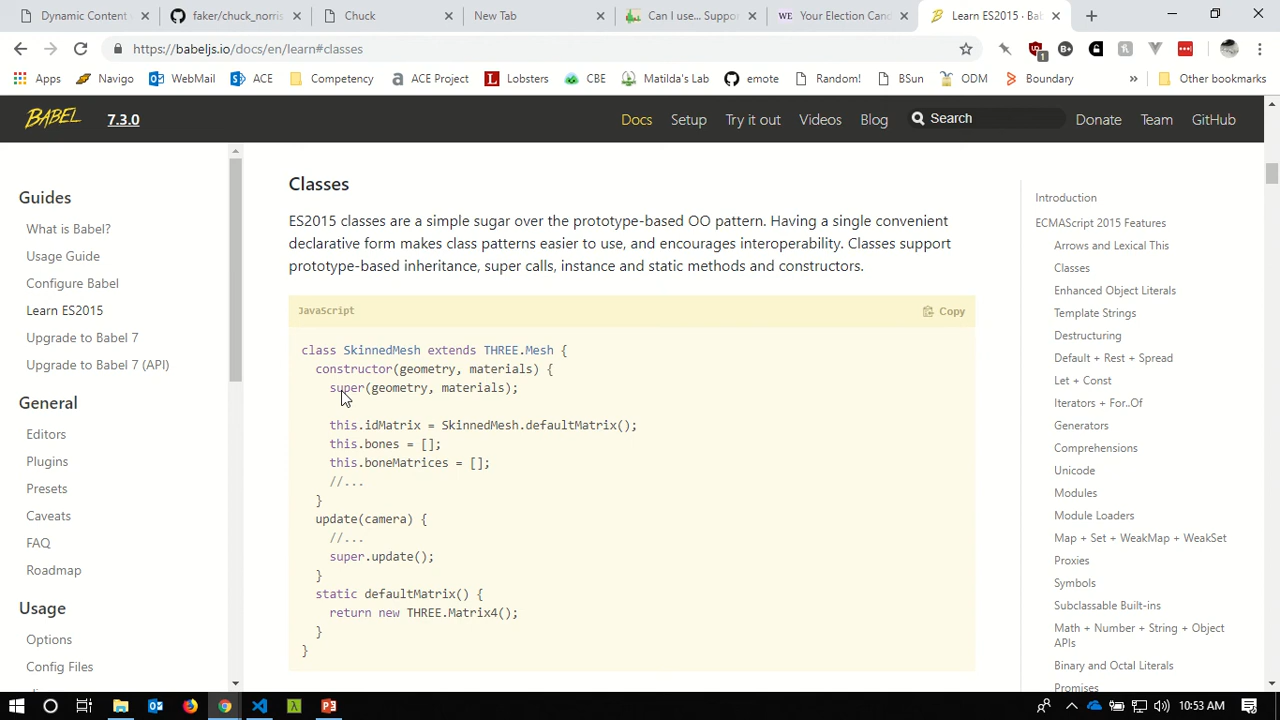 Dynamic Content
faker/chuck_norris
Chuck
New Tab
Can I use... Suppor
Your Election Cand
Learn ES2015 · Bab
https://babeljs.io/docs/en/learn#classes
1
Apps
Navigo
WebMail
ACE
Competency
ACE Project
Lobsters
CBE
Matilda's Lab
emote
Random!
BSun
ODM
Boundary
»
Other bookmarks
BABEL
7.3.0
Docs
Setup
Try it out
Videos
Blog
Search
Donate
Team
GitHub
Guides
What is Babel?
Usage Guide
Configure Babel
Learn ES2015
Upgrade to Babel 7
Upgrade to Babel 7 (API)
General
Editors
Plugins
Presets
Caveats
FAQ
Roadmap
Usage
Options
Config Files
Classes
ES2015 classes are a simple sugar over the prototype-based OO pattern. Having a single convenient
declarative form makes class patterns easier to use, and encourages interoperability. Classes support
prototype-based inheritance, super calls, instance and static methods and constructors.
JavaScript
Copy
class SkinnedMesh extends THREE.Mesh {
constructor(geometry, materials) {
super(geometry, materials);
this.idMatrix = SkinnedMesh.defaultMatrix();
this.bones = [];
this.boneMatrices = [];
//...
}
update(camera) {
//...
super.update();
}
static defaultMatrix() {
return new THREE.Matrix4();
}
}
Introduction
ECMAScript 2015 Features
Arrows and Lexical This
Classes
Enhanced Object Literals
Template Strings
Destructuring
Default + Rest + Spread
Let + Const
Iterators + For..Of
Generators
Comprehensions
Unicode
Modules
Module Loaders
Map + Set + WeakMap + WeakSet
Proxies
Symbols
Subclassable Built-ins
Math + Number + String + Object
APIs
Binary and Octal Literals
Promises
10:53 AM